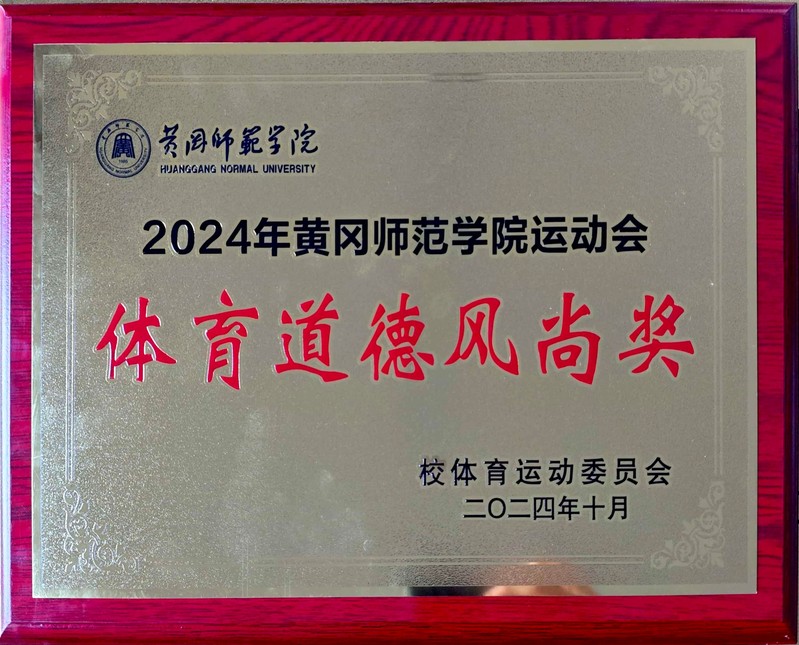 黄冈师范学院
HUANGGANG NORMAL UNIVERSITY
2024年黄冈师范学院运动会
体育道德风尚奖
校体育运动委员会
二〇二四年十月